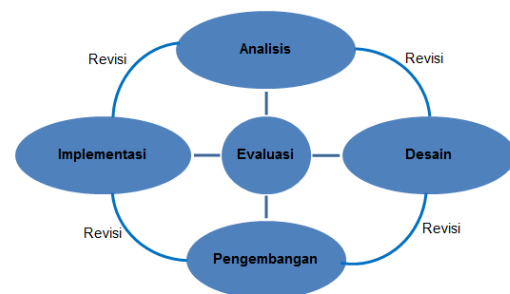 Analisis
Revisi
Revisi
Implementasi
Evaluasi
Desain
Revisi
Revisi
Pengembangan